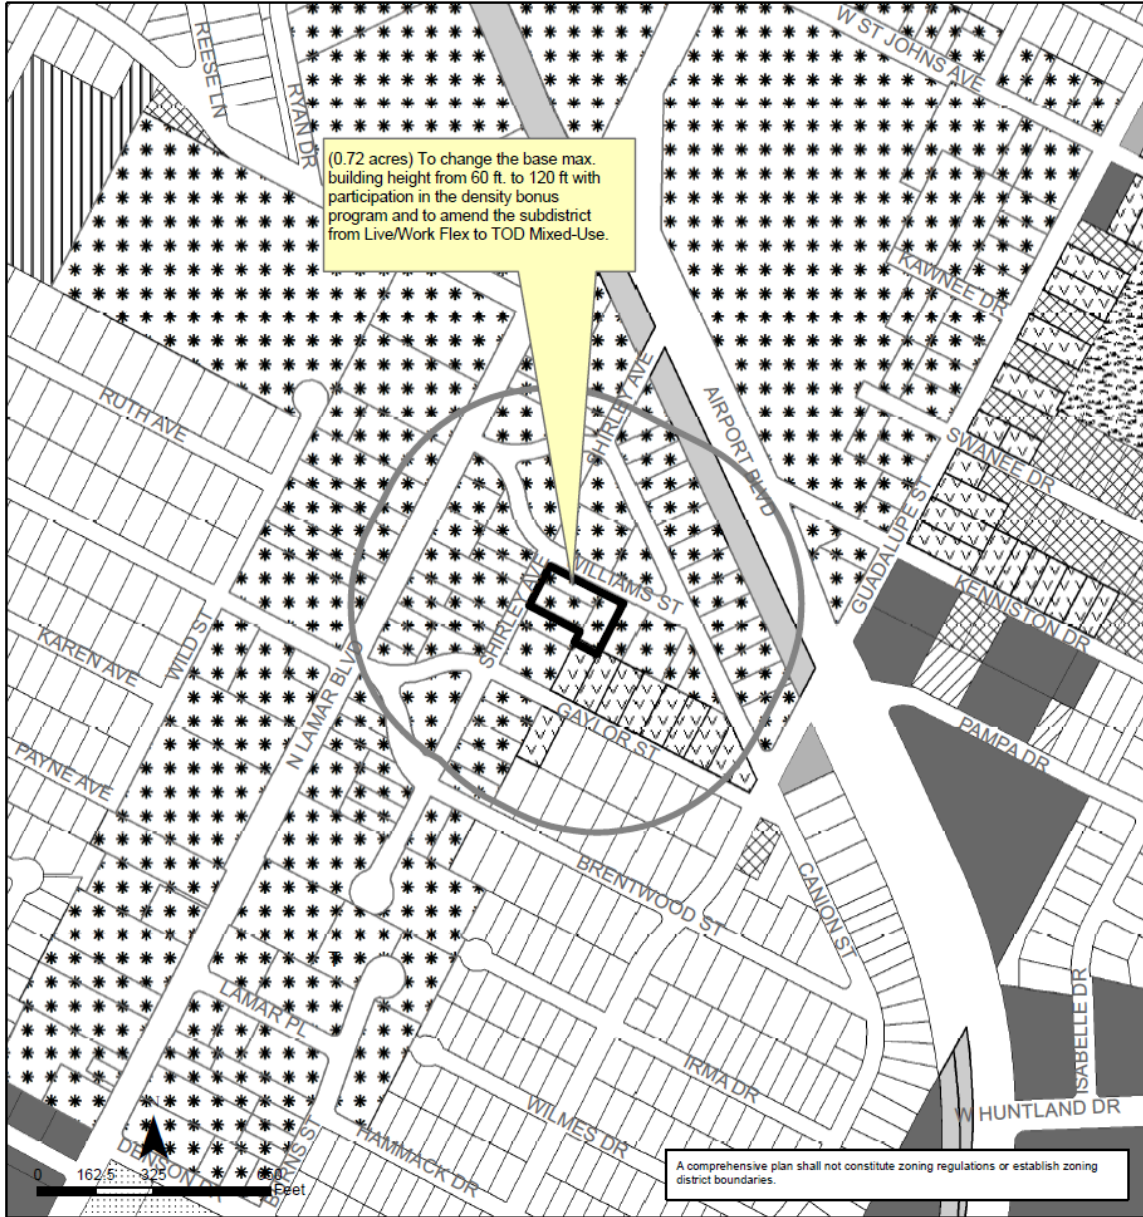 W ST JOHNS AVE
REESE LN
RYAN DR
(0.72 acres) To change the base max.
building height from 60 ft. to 120 ft with
participation in the density bonus
program and to amend the subdistrict
from Live/Work Flex to TOD Mixed-Use.
KAWNEE DR
SHIRLEY AVE
AIRPORT BLVD
RUTH AVE
SWANEE DR
GUADALUPE ST
WILLIAMS ST
SHIRLEY AVE
KENNISTON DR
KAREN AVE
WILD ST
N LAMAR BLVD
GAYLOR ST
PAMPA DR
PAYNE AVE
BRENTWOOD ST
CANION ST
LAMAR PL
IRMA DR
ISABELLE DR
WILMES DR
W HUNTLAND DR
N
HAMMACK DR
DENSON DR
BURNS ST
0 162.5 325 650
Feet
A comprehensive plan shall not constitute zoning regulations or establish zoning
district boundaries.